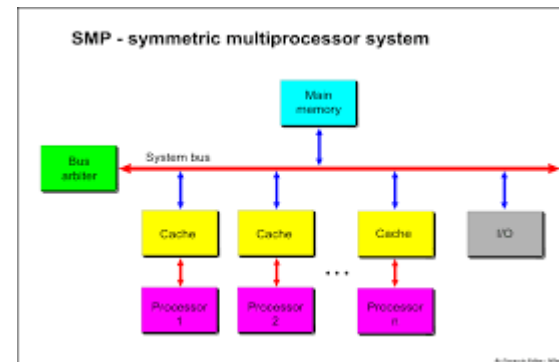 SMP - symmetric multiprocessor system
Main
memory
Bus
arbiter
System bus
Cache
Cache
Cache
I/O
...
Processor
1
Processor
2
Processor
n